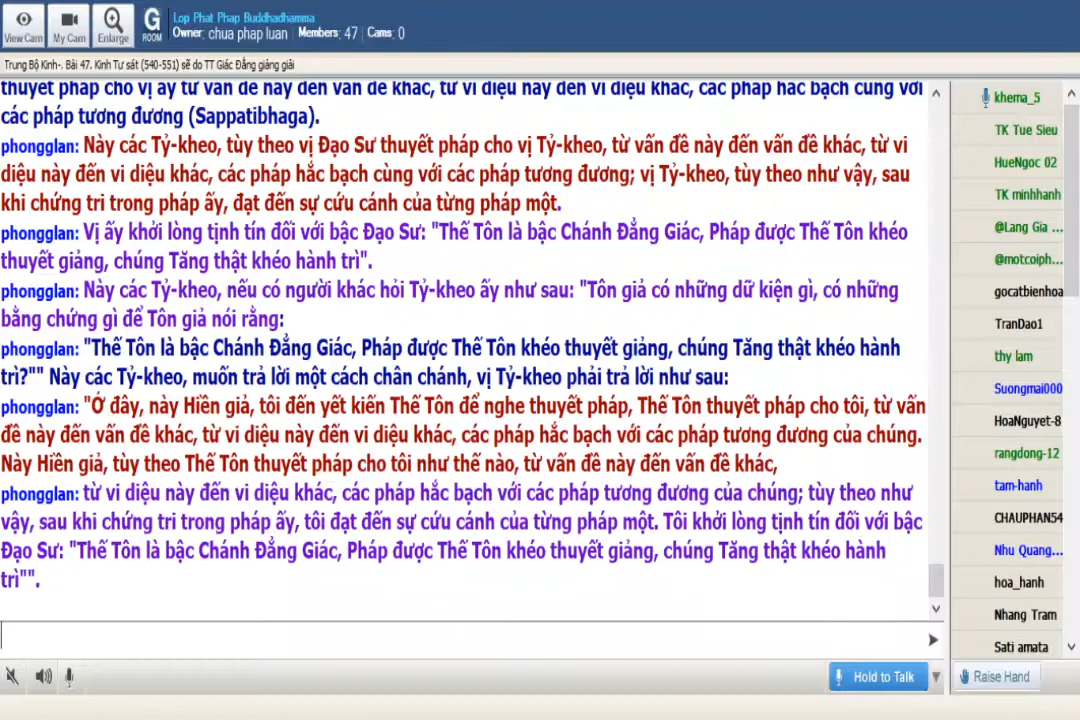 G
Lop Phat Phap Buddhadhamma
ROOM
Owner: chua phap luan Members: 47 Cams: 0
View Cam My Cam Enlarge
Trung Bộ Kinh-. Bài 47. Kinh Tư sát (540-551) sẽ do TT Giác Đẳng giảng giải
thuyết pháp cho vị ấy từ vấn đề này đến vấn đề khác, từ vi diệu này đến vi diệu khác, các pháp hắc bạch cùng với
các pháp tương đương (Sappatibhaga).
phongglan: Này các Tỷ-kheo, tùy theo vị Đạo Sư thuyết pháp cho vị Tỷ-kheo, từ vấn đề này đến vấn đề khác, từ vi
diệu này đến vi diệu khác, các pháp hắc bạch cùng với các pháp tương đương; vị Tỷ-kheo, tùy theo như vậy, sau
khi chứng tri trong pháp ấy, đạt đến sự cứu cánh của từng pháp một.
phongglan: Vị ấy khởi lòng tịnh tín đối với bậc Đạo Sư: "Thế Tôn là bậc Chánh Đẳng Giác, Pháp được Thế Tôn khéo
thuyết giảng, chúng Tăng thật khéo hành trì".
phongglan: Này các Tỷ-kheo, nếu có người khác hỏi Tỷ-kheo ấy như sau: "Tôn giả có những dữ kiện gì, có những
bằng chứng gì để Tôn giả nói rằng:
phongglan: "Thế Tôn là bậc Chánh Đẳng Giác, Pháp được Thế Tôn khéo thuyết giảng, chúng Tăng thật khéo hành
trì?"" Này các Tỷ-kheo, muốn trả lời một cách chân chánh, vị Tỷ-kheo phải trả lời như sau:
phongglan: "Ở đây, này Hiền giả, tôi đến yết kiến Thế Tôn để nghe thuyết pháp, Thế Tôn thuyết pháp cho tôi, từ vấn
đề này đến vấn đề khác, từ vi diệu này đến vi diệu khác, các pháp hắc bạch với các pháp tương đương của chúng.
Này Hiền giả, tùy theo Thế Tôn thuyết pháp cho tôi như thế nào, từ vấn đề này đến vấn đề khác,
phongglan: từ vi diệu này đến vi diệu khác, các pháp hắc bạch với các pháp tương đương của chúng; tùy theo như
vậy, sau khi chứng tri trong pháp ấy, tôi đạt đến sự cứu cánh của từng pháp một. Tôi khởi lòng tịnh tín đối với bậc
Đạo Sư: "Thế Tôn là bậc Chánh Đẳng Giác, Pháp được Thế Tôn khéo thuyết giảng, chúng Tăng thật khéo hành
trì"".
khema_5
TK Tue Sieu
HueNgoc 02
TK minhhanh
@Lang Gia ...
@motcoiph...
gocatbienhoa
TranDao1
thy lam
Suongmai000
HoaNguyet-8
rangdong-12
tam-hanh
CHAUPHAN54
Nhu Quang...
hoa_hanh
Nhang Tram
Sati amata
Hold to Talk
Raise Hand